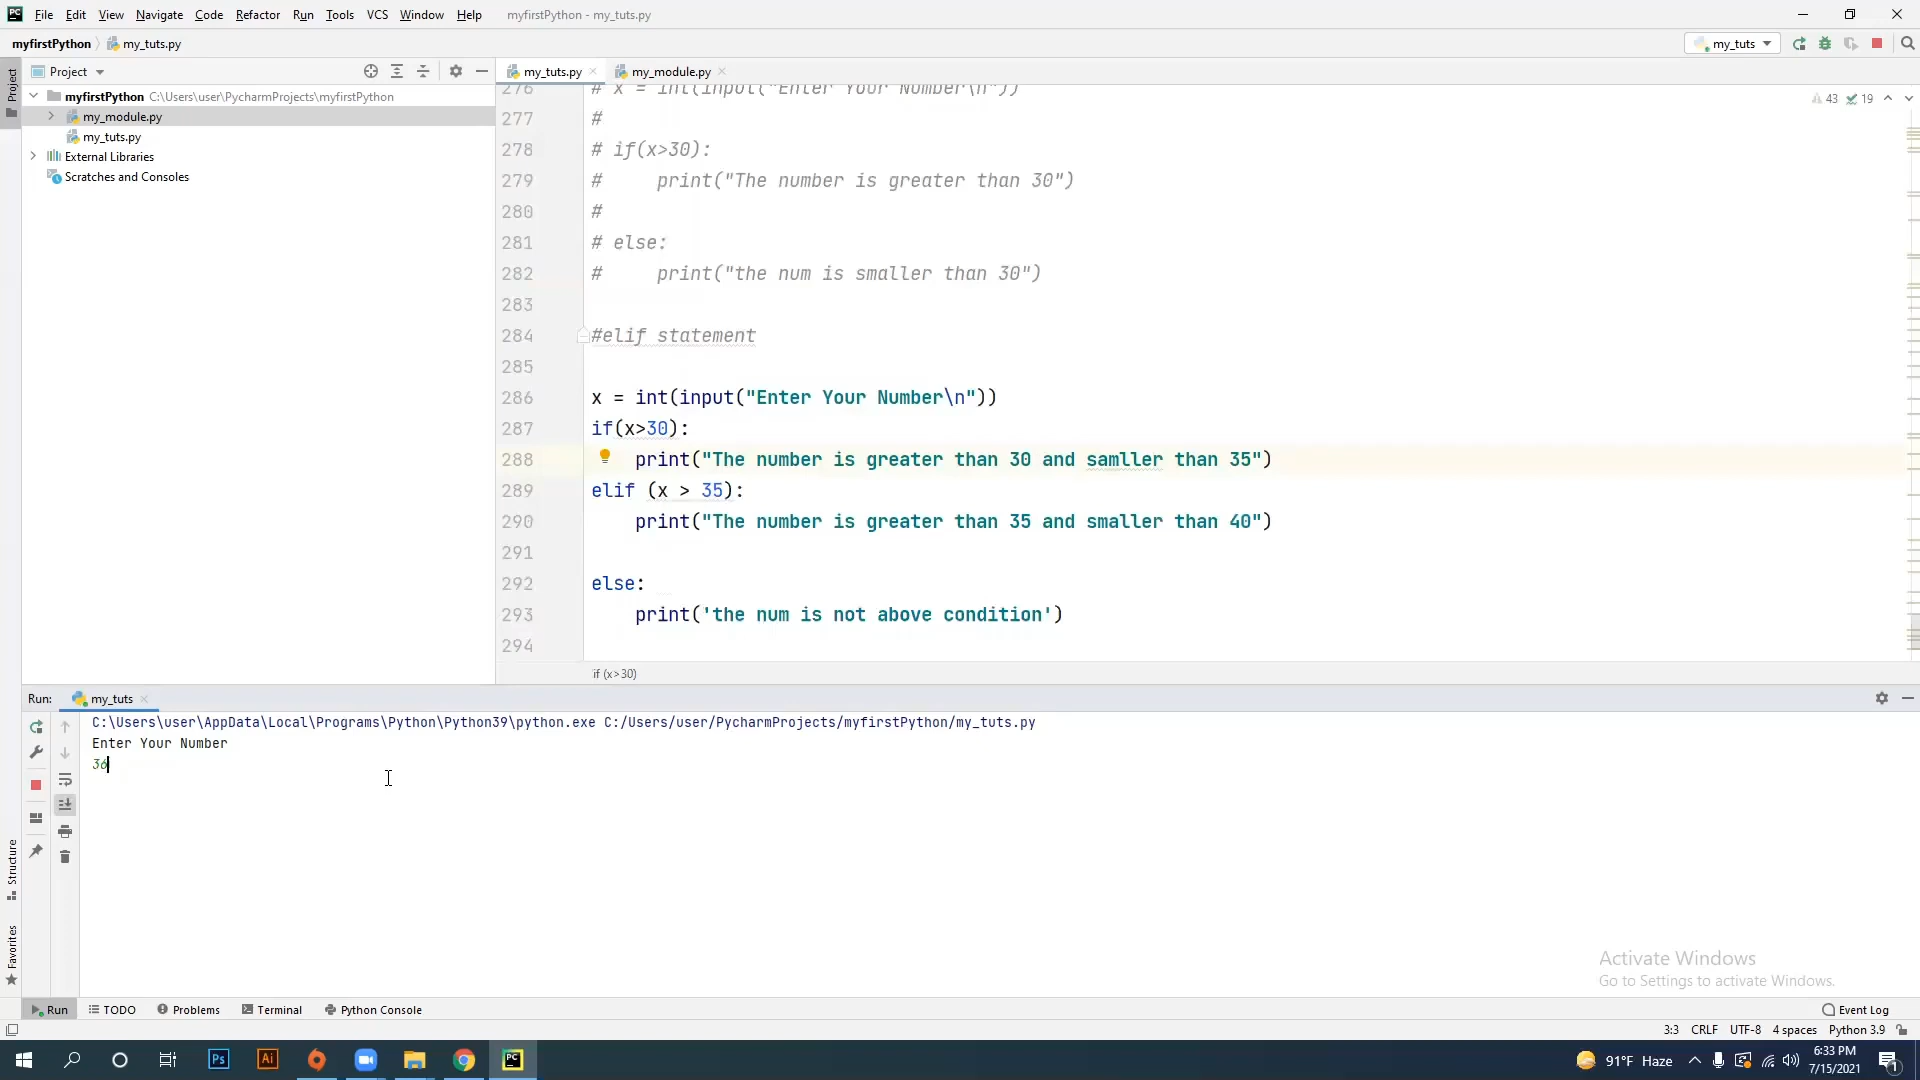 File Edit View Navigate Code Refactor Run Tools VCS Window Help myfirstPython - my_tuts.py
myfirstPython my_tuts.py my_tuts
Project my_tuts.py my_module.py
myfirstPython C:\Users\user\PycharmProjects\myfirstPython
my_module.py
my_tuts.py
External Libraries
Scratches and Consoles
43 19
276 # x = int(input("Enter Your Number\n"))
277 #
278 # if(x>30):
279 #     print("The number is greater than 30")
280 #
281 # else:
282 #     print("the num is smaller than 30")
283
284 #elif statement
285
286 x = int(input("Enter Your Number\n"))
287 if(x>30):
288     print("The number is greater than 30 and samller than 35")
289 elif (x > 35):
290     print("The number is greater than 35 and smaller than 40")
291
292 else:
293     print('the num is not above condition')
294
if (x>30)
Project
Structure
Favorites
Run: my_tuts
C:\Users\user\AppData\Local\Programs\Python\Python39\python.exe C:/Users/user/PycharmProjects/myfirstPython/my_tuts.py
Enter Your Number
36
Activate Windows
Go to Settings to activate Windows.
Run TODO Problems Terminal Python Console Event Log
3:3 CRLF UTF-8 4 spaces Python 3.9
Ps Ai PC 91°F Haze 6:33 PM
7/15/2021
1